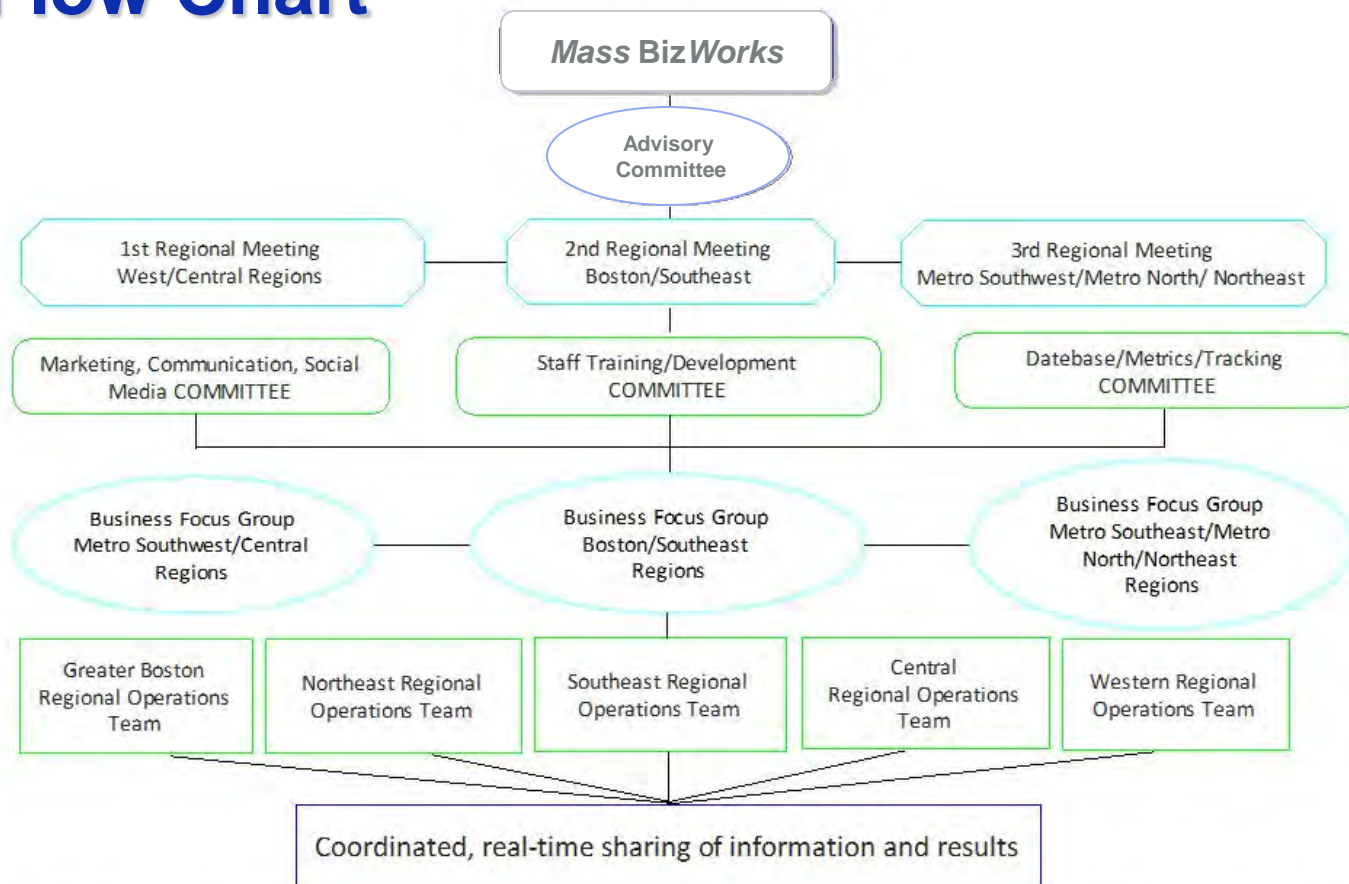 Flow Chart
Mass BizWorks
Advisory
Committee
1st Regional Meeting
West/Central Regions
2nd Regional Meeting
Boston/Southeast
3rd Regional Meeting
Metro Southwest/Metro North/ Northeast
Marketing, Communication, Social
Media COMMITTEE
Staff Training/Development
COMMITTEE
Datebase/Metrics/Tracking
COMMITTEE
Business Focus Group
Metro Southwest/Central
Regions
Business Focus Group
Boston/Southeast
Regions
Business Focus Group
Metro Southeast/Metro
North/Northeast
Regions
Greater Boston
Regional Operations
Team
Northeast Regional
Operations Team
Southeast Regional
Operations Team
Central
Regional Operations
Team
Western Regional
Operations Team
Coordinated, real-time sharing of information and results